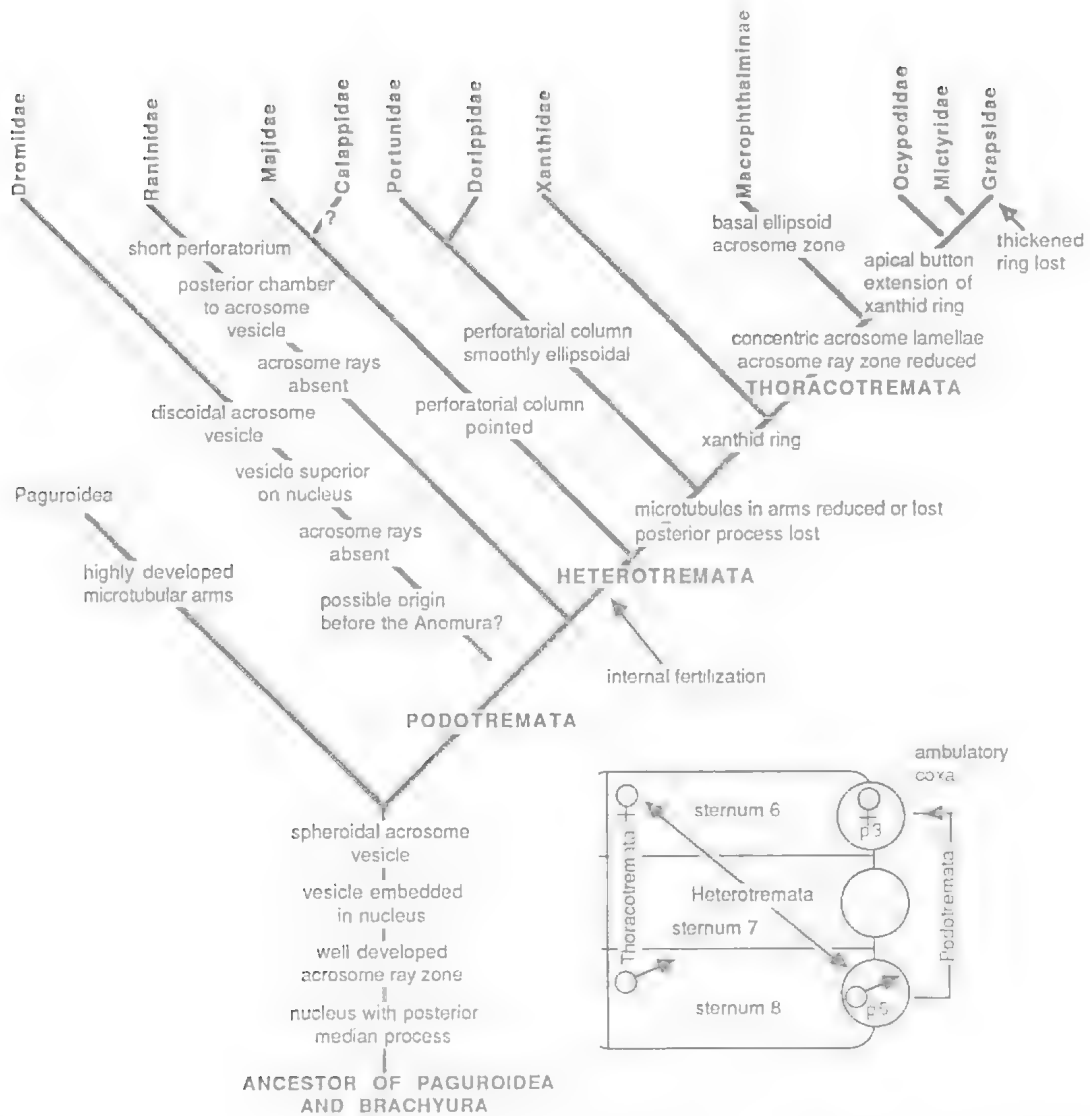 Dromiidae
Raninidae
Majidae
Calappidae
Portunidae
Dorippidae
Xanthidae
Macrophthalminae
Ocypodidae
Mictyridae
Grapsidae
?
short perforatorium
posterior chamber
to acrosome
vesicle
acrosome rays
absent
discoidal acrosome
vesicle
vesicle superior
on nucleus
acrosome rays
absent
possible origin
before the Anomura?
perforatorial column
smoothly ellipsoidal
perforatorial column
pointed
basal ellipsoid
acrosome zone
apical button
extension of
xanthid ring
thickened
ring lost
concentric acrosome lamellae
acrosome ray zone reduced
THORACOTREMATA
xanthid ring
microtubules in arms reduced or lost
posterior process lost
HETEROTREMATA
internal fertilization
Paguroidea
highly developed
microtubular arms
PODOTREMATA
spheroidal acrosome
vesicle
vesicle embedded
in nucleus
well developed
acrosome ray zone
nucleus with posterior
median process
ANCESTOR OF PAGUROIDEA
AND BRACHYURA
ambulatory
coxa
Thoracotremata
sternum 6
♀
p3
Heterotremata
sternum 7
Podotremata
sternum 8
p5